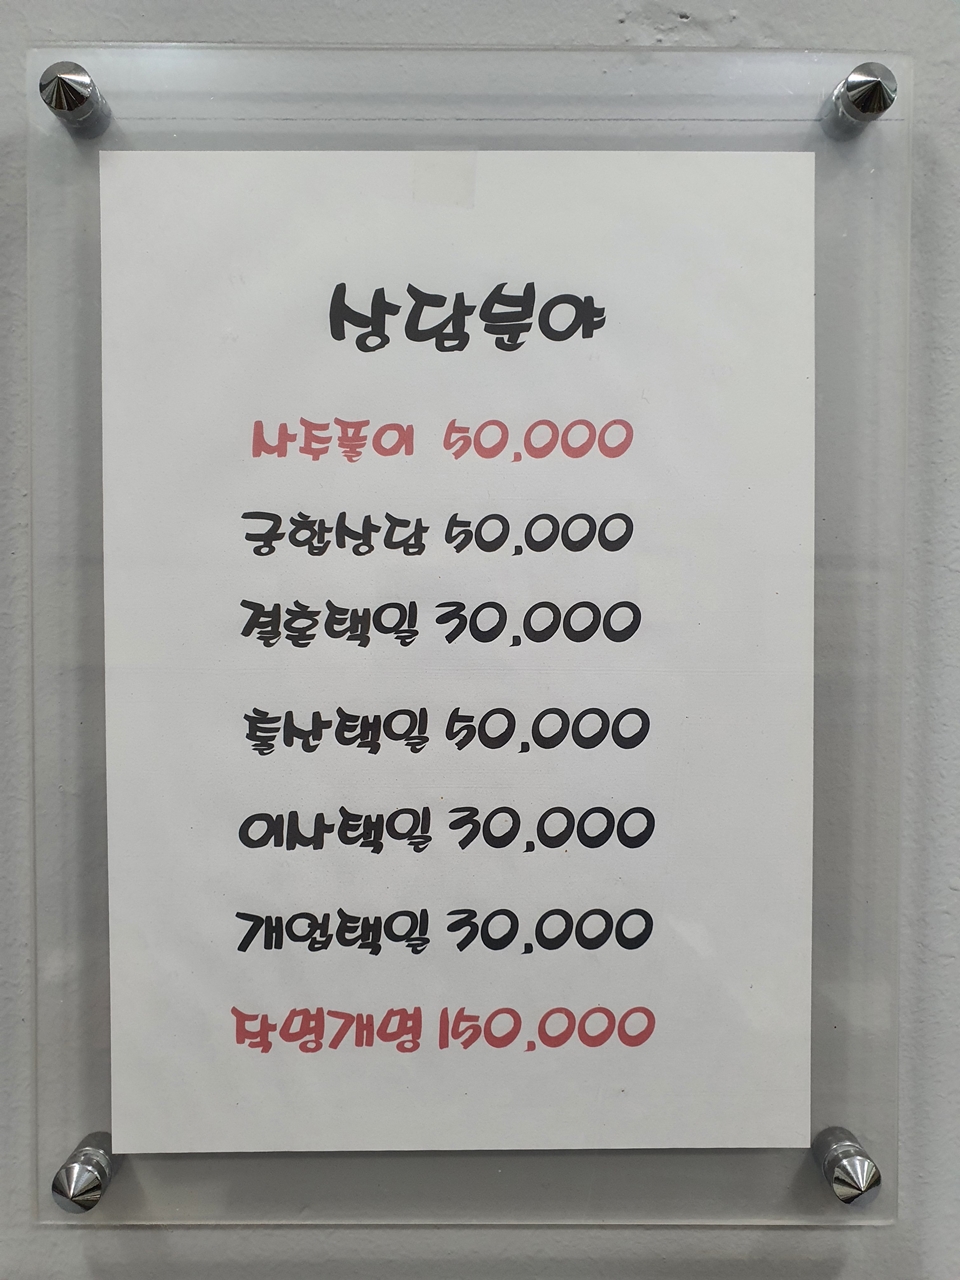 상담분야
사주풀이 50,000
궁합상담 50,000
결혼택일 30,000
출산택일 50,000
이사택일 30,000
개업택일 30,000
작명개명 150,000